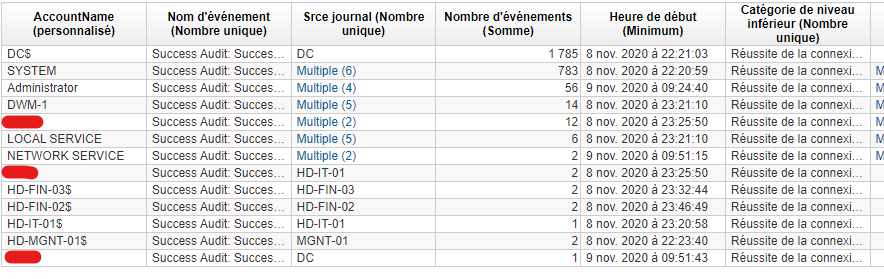 AccountName (personnalisé) Nom d'événement (Nombre unique) Srce journal (Nombre unique) Nombre d'événements (Somme) Heure de début (Minimum) Catégorie de niveau inférieur (Nombre unique)
DC$ Success Audit: Succes… DC 1 785 8 nov. 2020 à 22:21:03 Réussite de la connexi…
SYSTEM Success Audit: Succes… Multiple (6) 783 8 nov. 2020 à 22:20:59 Réussite de la connexi… M
Administrator Success Audit: Succes… Multiple (4) 56 9 nov. 2020 à 09:24:40 Réussite de la connexi… M
DWM-1 Success Audit: Succes… Multiple (5) 14 8 nov. 2020 à 23:21:10 Réussite de la connexi… M
Success Audit: Succes… Multiple (2) 12 8 nov. 2020 à 23:25:50 Réussite de la connexi… M
LOCAL SERVICE Success Audit: Succes… Multiple (5) 6 8 nov. 2020 à 23:21:10 Réussite de la connexi… M
NETWORK SERVICE Success Audit: Succes… Multiple (2) 2 9 nov. 2020 à 09:51:15 Réussite de la connexi… M
Success Audit: Succes… HD-IT-01 2 8 nov. 2020 à 23:25:50 Réussite de la connexi…
HD-FIN-03$ Success Audit: Succes… HD-FIN-03 2 8 nov. 2020 à 23:32:44 Réussite de la connexi…
HD-FIN-02$ Success Audit: Succes… HD-FIN-02 2 8 nov. 2020 à 23:46:49 Réussite de la connexi…
HD-IT-01$ Success Audit: Succes… HD-IT-01 1 8 nov. 2020 à 23:20:58 Réussite de la connexi…
HD-MGNT-01$ Success Audit: Succes… MGNT-01 2 8 nov. 2020 à 22:23:40 Réussite de la connexi…
Success Audit: Succes… DC 1 9 nov. 2020 à 09:51:43 Réussite de la connexi…